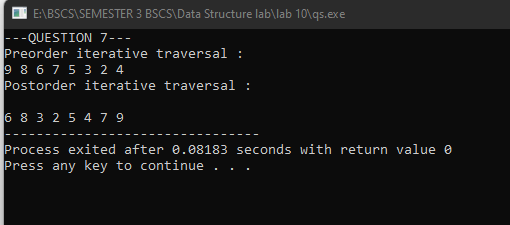 E:\BSCS\SEMESTER 3 BSCS\Data Structure lab\lab 10\qs.exe
---QUESTION 7---
Preorder iterative traversal :
9 8 6 7 5 3 2 4
Postorder iterative traversal :
6 8 3 2 5 4 7 9
--------------------------------
Process exited after 0.08183 seconds with return value 0
Press any key to continue . . .